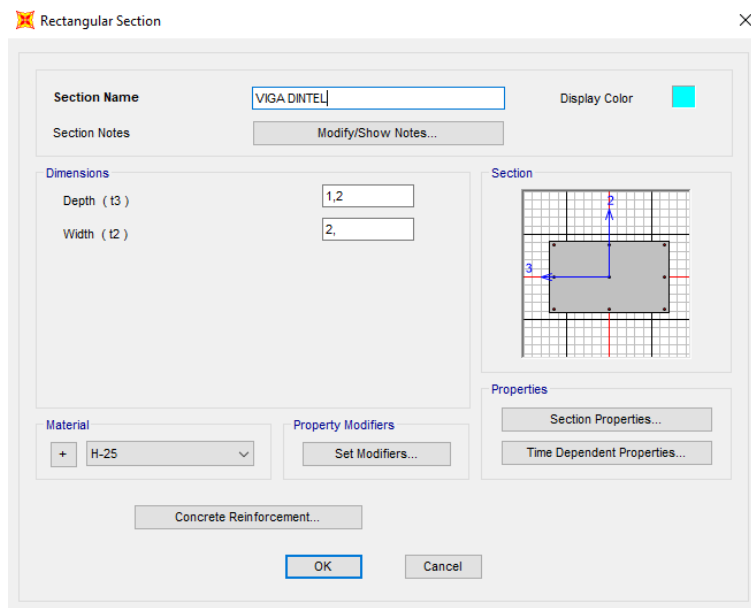 Rectangular Section
Section Name
VIGA DINTEL
Display Color
Section Notes
Modify/Show Notes...
Dimensions
Depth ( t3 )
1,2
Width ( t2 )
2,
Section
2
3
Properties
Section Properties...
Time Dependent Properties...
Material
+
H-25
Property Modifiers
Set Modifiers...
Concrete Reinforcement...
OK
Cancel